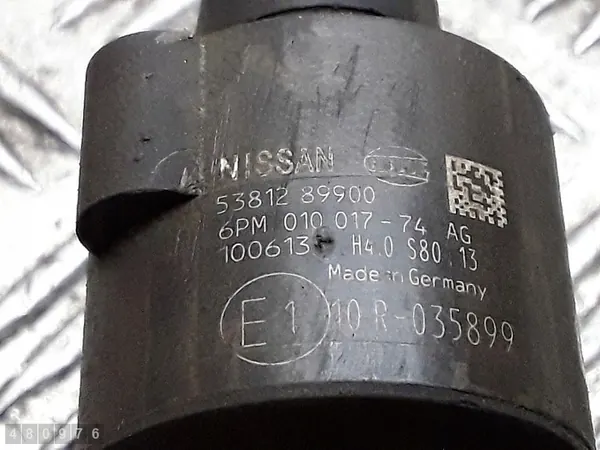 NISSAN
53812 89900
6PM 010 017-74 AG
100613 H4.0 S80.13
Made in Germany
E1 10 R-035899
480976